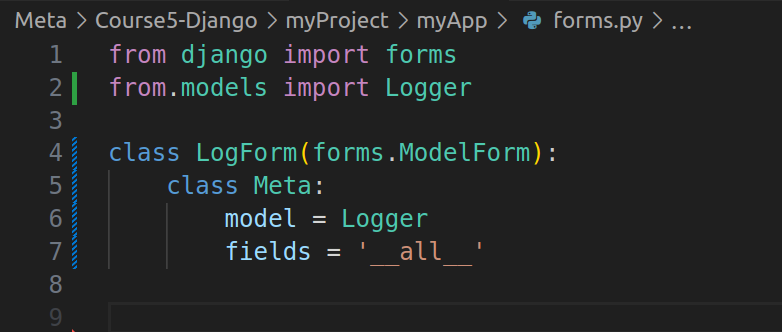 Meta > Course5-Django > myProject > myApp > forms.py > ...
1 from django import forms
2 from.models import Logger
3
4 class LogForm(forms.ModelForm):
5     class Meta:
6         model = Logger
7         fields = '__all__'
8
9